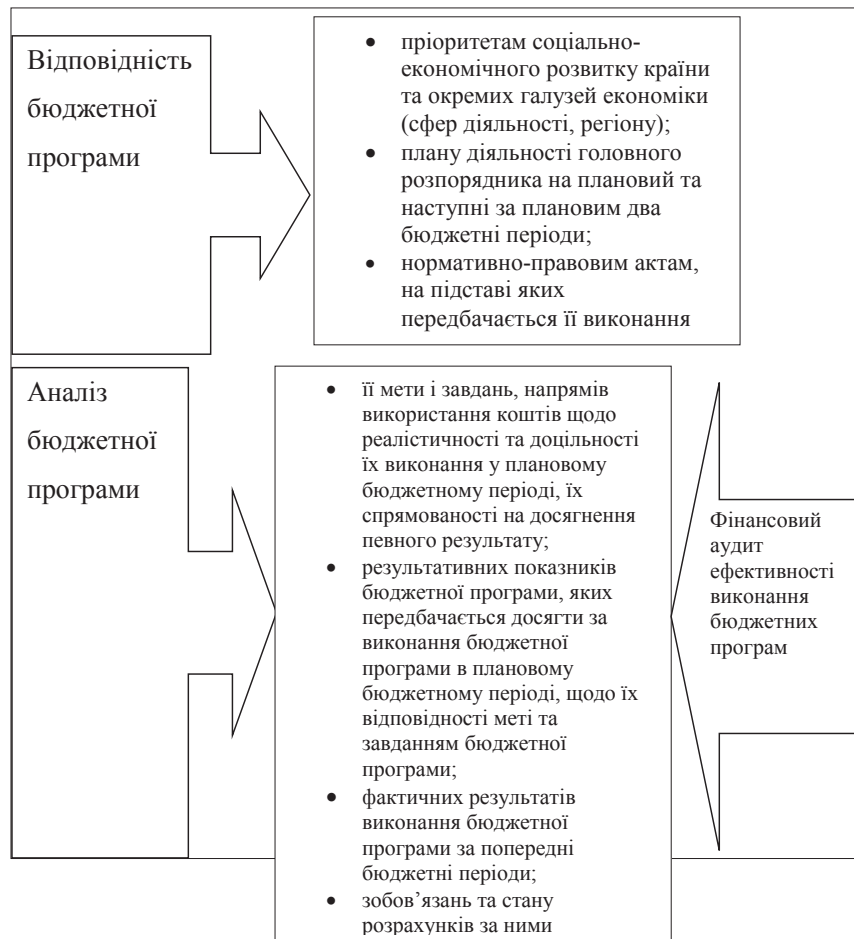 Відповідність
бюджетної
програми
• пріоритетам соціально-
економічного розвитку країни
та окремих галузей економіки
(сфер діяльності, регіону);
• плану діяльності головного
розпорядника на плановий та
наступні за плановим два
бюджетні періоди;
• нормативно-правовим актам,
на підставі яких
передбачається її виконання
Аналіз
бюджетної
програми
• її мети і завдань, напрямів
використання коштів щодо
реалістичності та доцільності
їх виконання у плановому
бюджетному періоді, їх
спрямованості на досягнення
певного результату;
• результативних показників
бюджетної програми, яких
передбачається досягти за
виконання бюджетної
програми в плановому
бюджетному періоді, щодо їх
відповідності меті та
завданням бюджетної
програми;
• фактичних результатів
виконання бюджетної
програми за попередні
бюджетні періоди;
• зобов’язань та стану
розрахунків за ними
Фінансовий
аудит
ефективності
виконання
бюджетних
програм